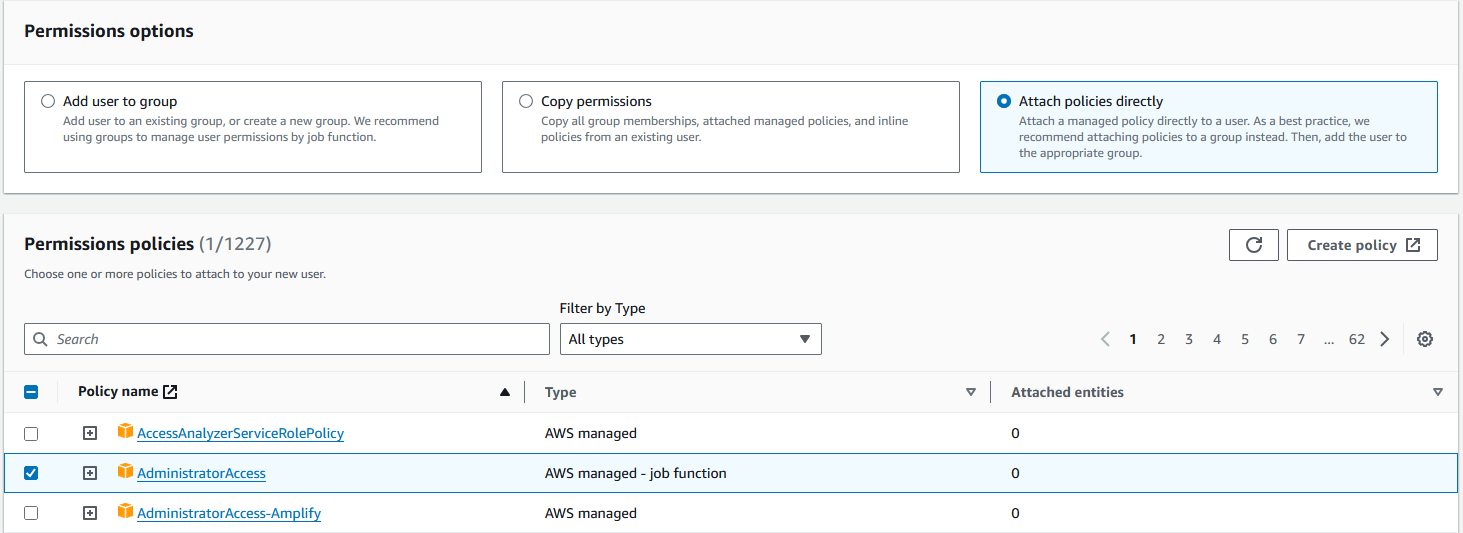 Permissions options
Add user to group
Add user to an existing group, or create a new group. We recommend
using groups to manage user permissions by job function.
Copy permissions
Copy all group memberships, attached managed policies, and inline
policies from an existing user.
Attach policies directly
Attach a managed policy directly to a user. As a best practice, we
recommend attaching policies to a group instead. Then, add the user to
the appropriate group.
Permissions policies (1/1227)
Create policy
Choose one or more policies to attach to your new user.
Filter by Type
Search
All types
1 2 3 4 5 6 7 ... 62
Policy name Type Attached entities
AccessAnalyzerServiceRolePolicy AWS managed 0
AdministratorAccess AWS managed - job function 0
AdministratorAccess-Amplify AWS managed 0